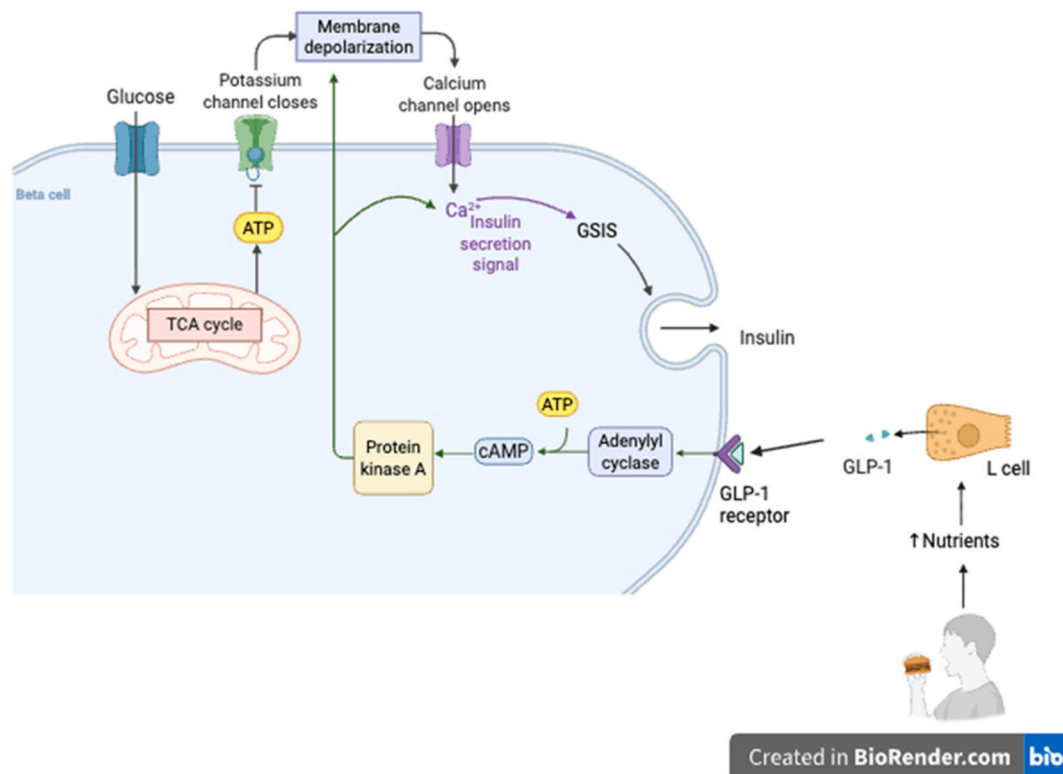 Membrane
depolarization
Glucose
Potassium
channel closes
Calcium
channel opens
Beta cell
ATP
Ca²⁺
Insulin
secretion
signal
GSIS
TCA cycle
Insulin
ATP
Protein
kinase A
cAMP
Adenylyl
cyclase
GLP-1
receptor
GLP-1
L cell
↑Nutrients
Created in BioRender.com
bio